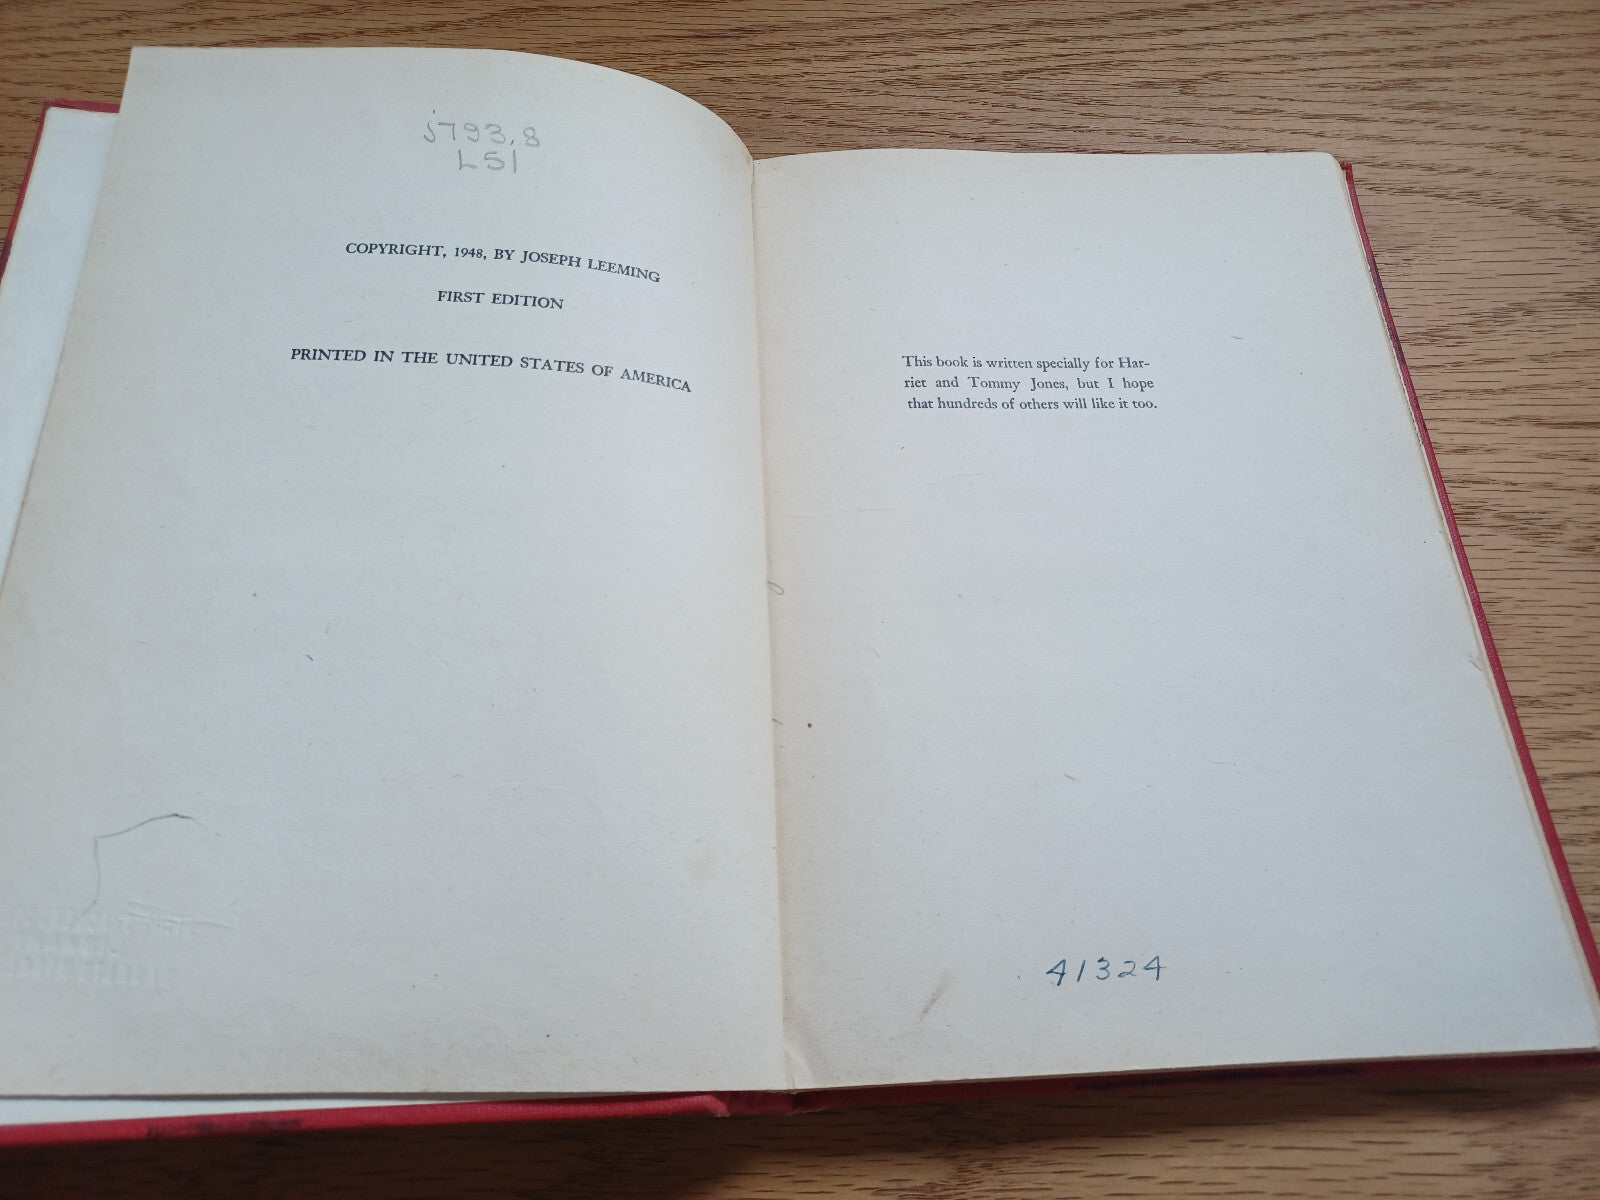 j793.8
L51
COPYRIGHT, 1948, BY JOSEPH LEEMING
FIRST EDITION
PRINTED IN THE UNITED STATES OF AMERICA
This book is written specially for Har-
riet and Tommy Jones, but I hope
that hundreds of others will like it too.
41324